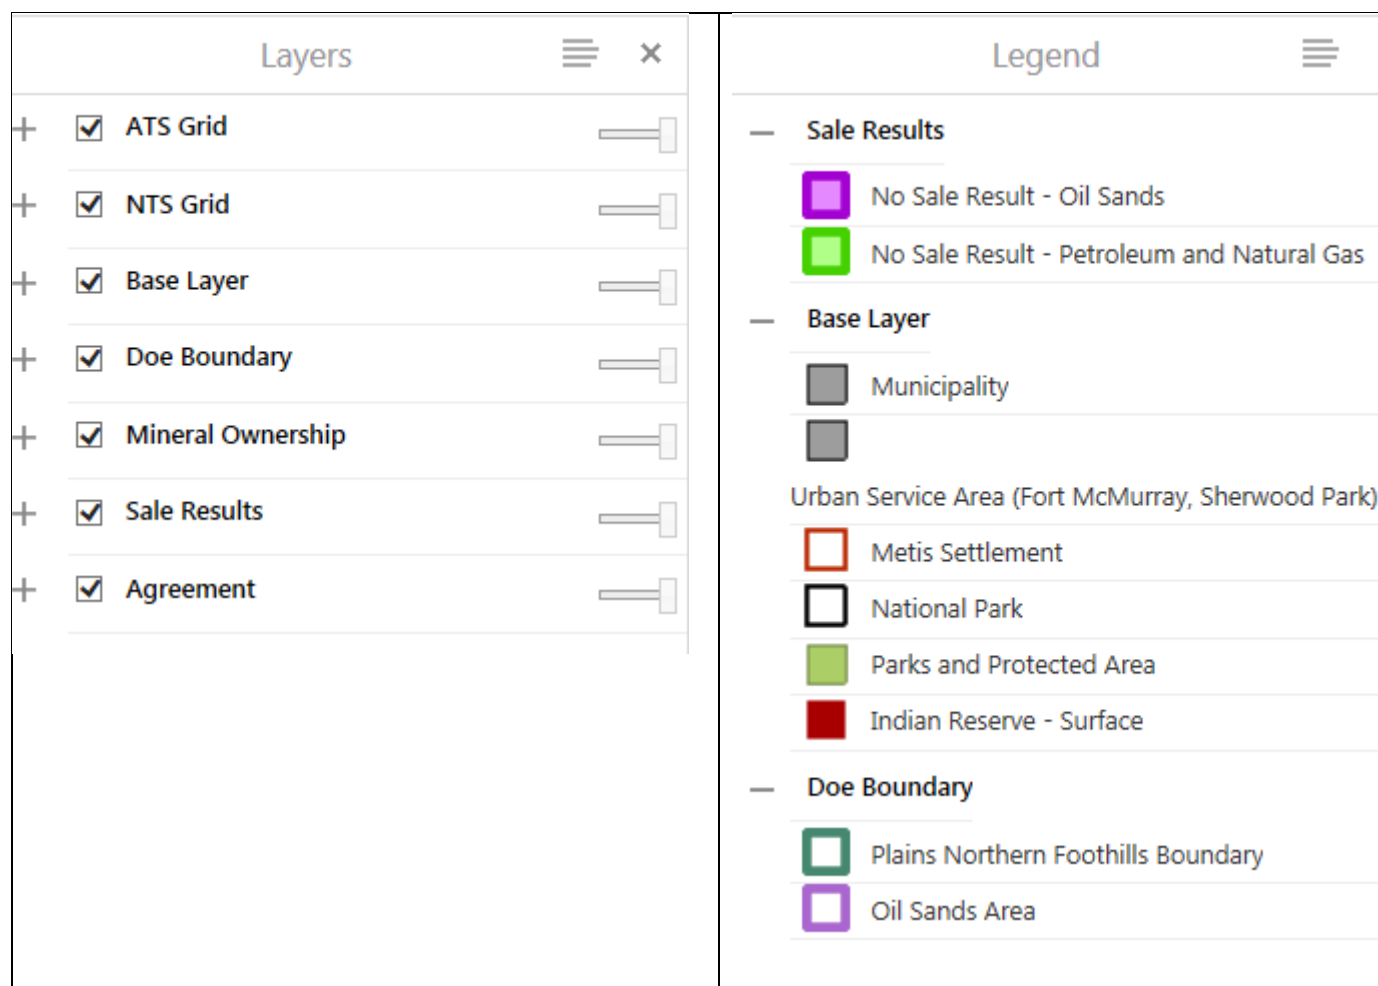 Layers
ATS Grid
NTS Grid
Base Layer
Doe Boundary
Mineral Ownership
Sale Results
Agreement
Legend
Sale Results
No Sale Result - Oil Sands
No Sale Result - Petroleum and Natural Gas
Base Layer
Municipality
Urban Service Area (Fort McMurray, Sherwood Park)
Metis Settlement
National Park
Parks and Protected Area
Indian Reserve - Surface
Doe Boundary
Plains Northern Foothills Boundary
Oil Sands Area